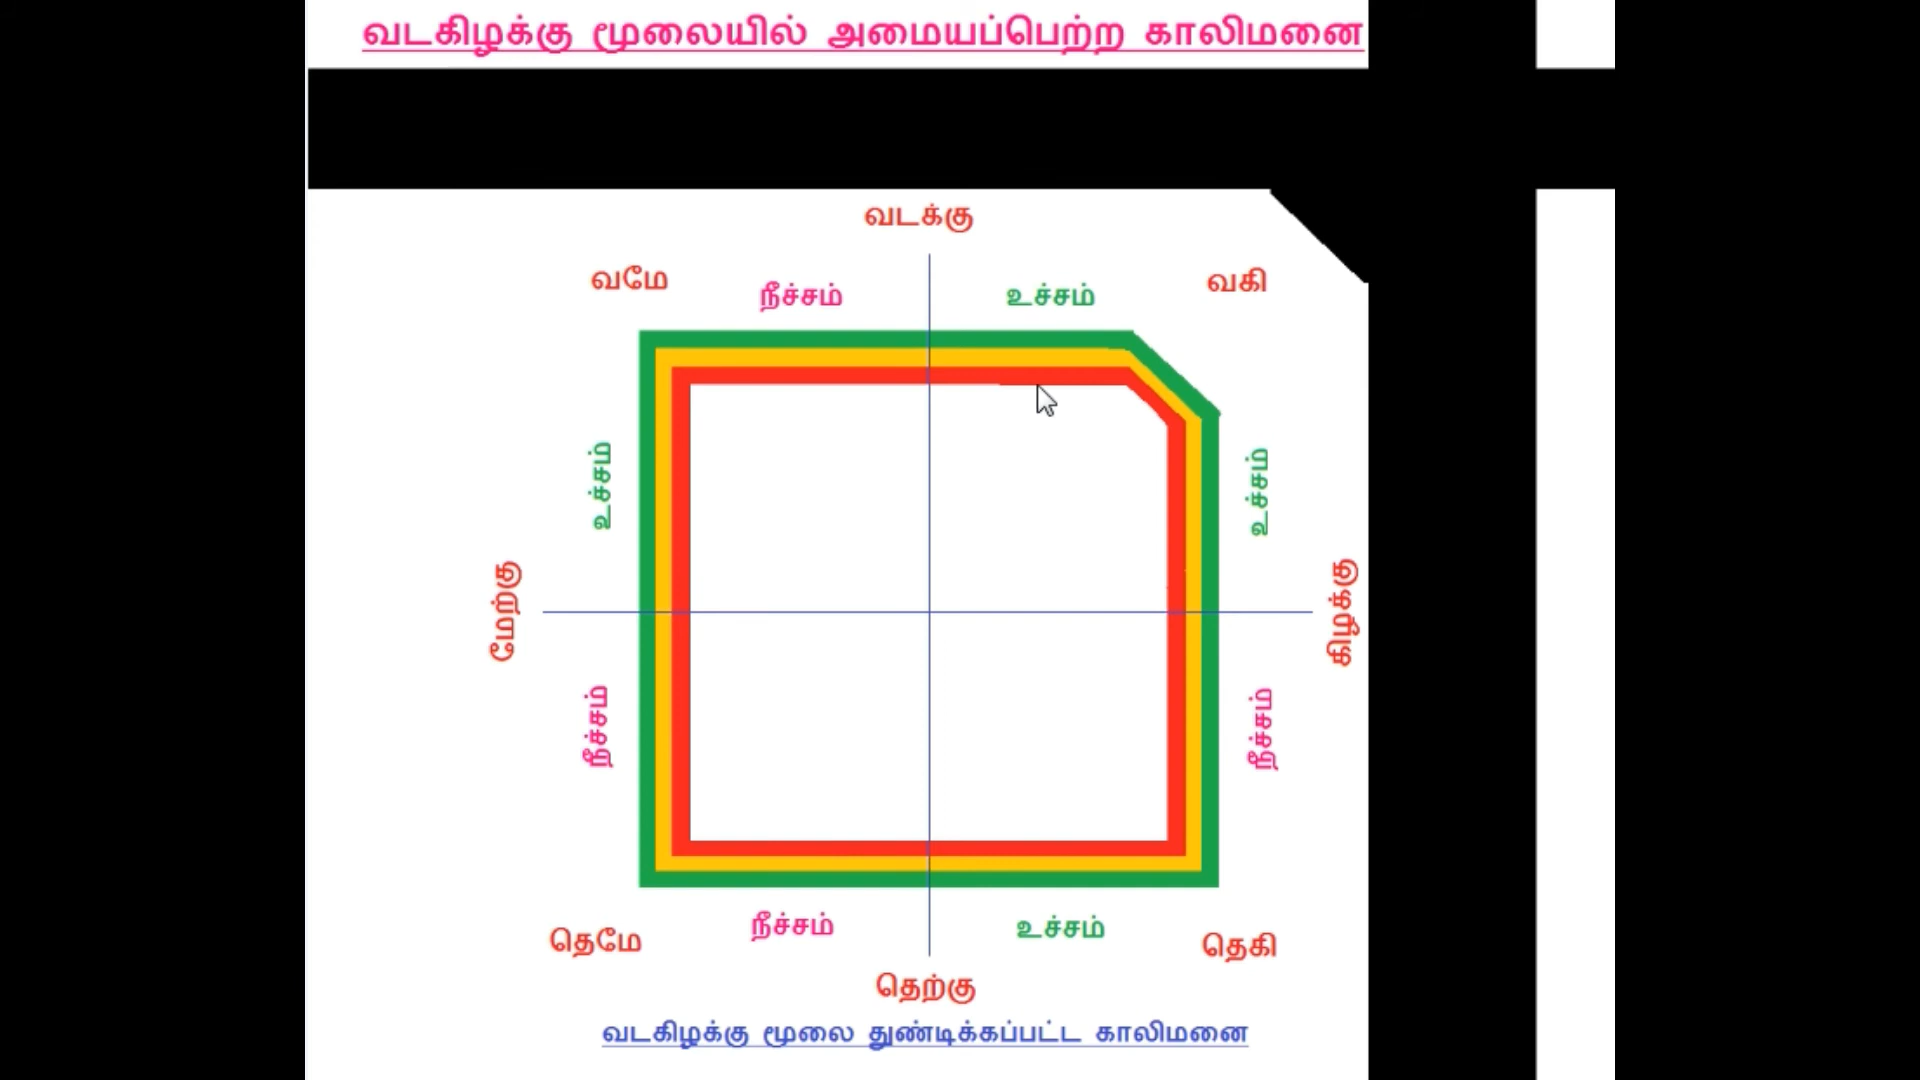 வடகிழக்கு மூலையில் அமையப்பெற்ற காலிமனை
வடக்கு
வமே
நீச்சம்
உச்சம்
வகி
உச்சம்
உச்சம்
மேற்கு
கிழக்கு
நீச்சம்
நீச்சம்
நீச்சம்
உச்சம்
தெமே
தெகி
தெற்கு
வடகிழக்கு மூலை துண்டிக்கப்பட்ட காலிமனை